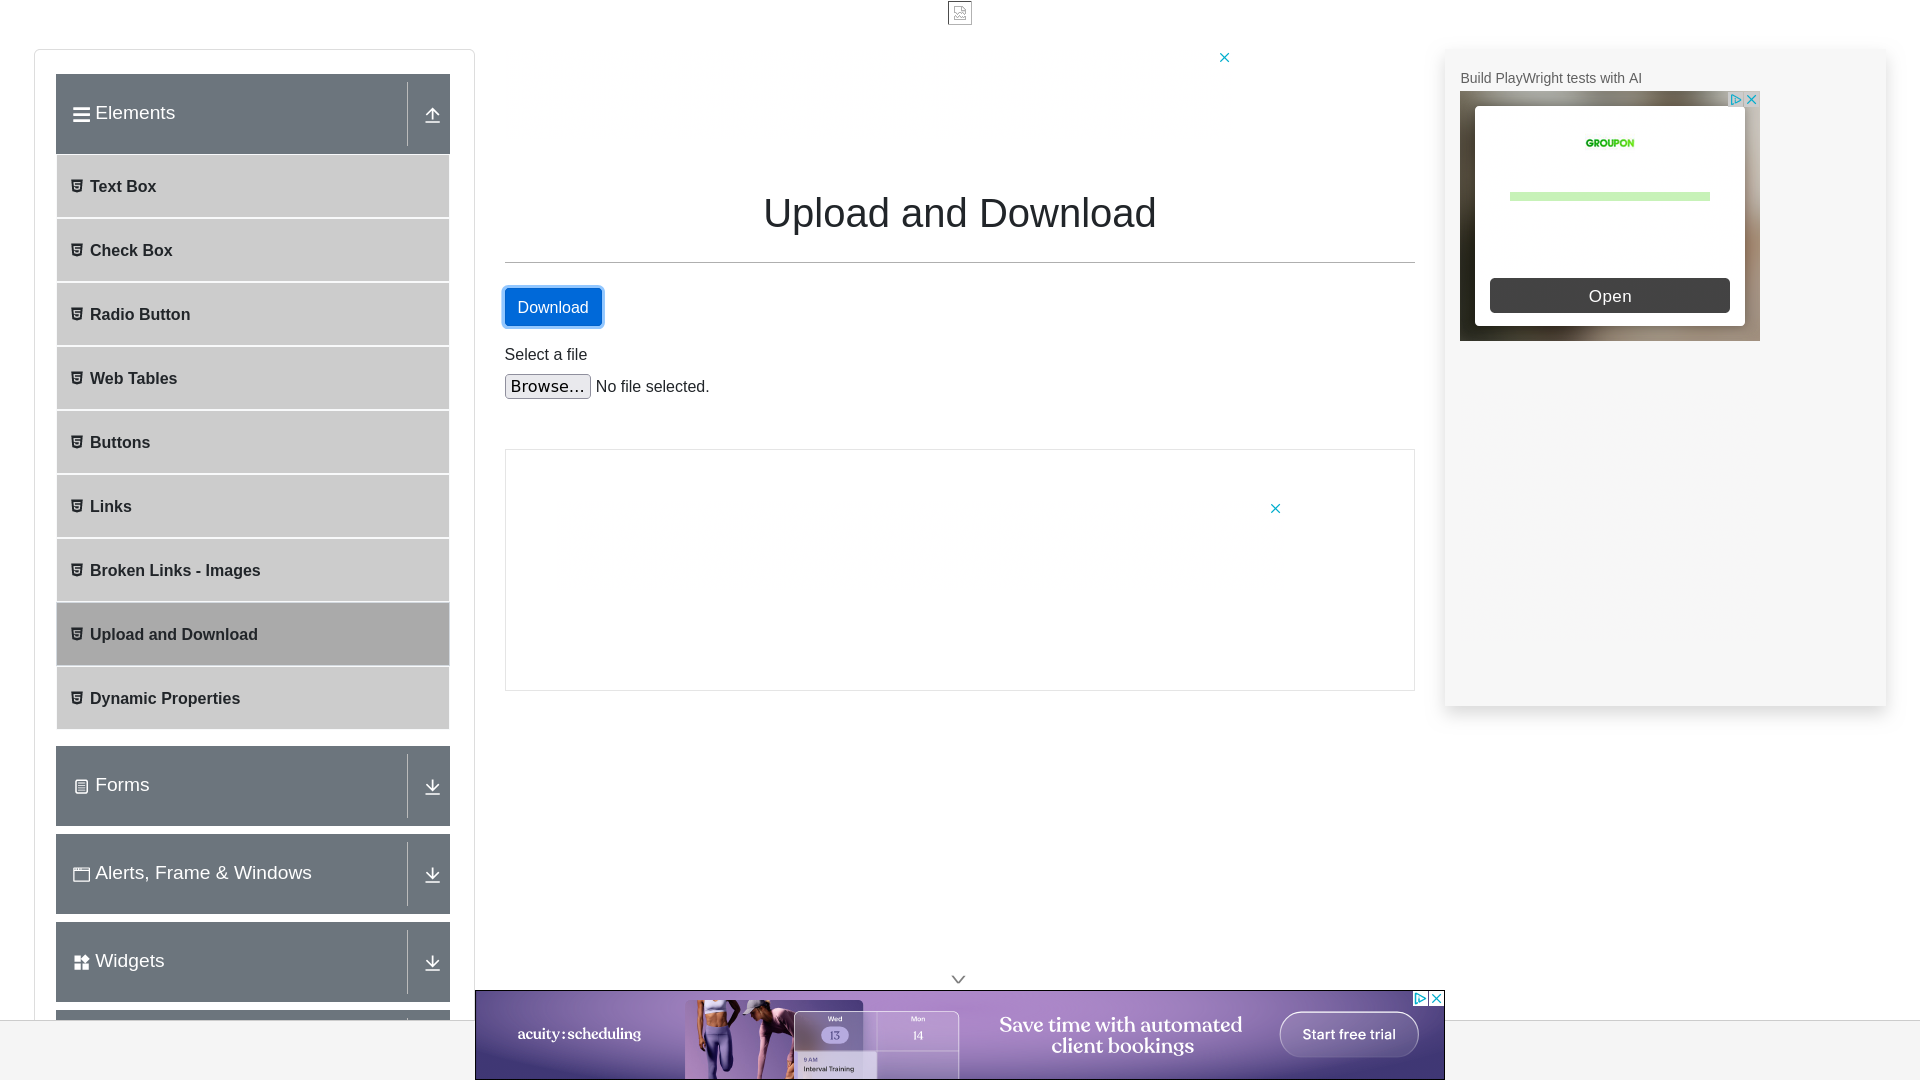 Elements
Text Box
Check Box
Radio Button
Web Tables
Buttons
Links
Broken Links - Images
Upload and Download
Dynamic Properties
Forms
Alerts, Frame & Windows
Widgets
Upload and Download
Download
Select a file
Browse... No file selected.
Build PlayWright tests with AI
GROUPON
Open
acuity:scheduling
Wed
13
Mon
14
9 AM
Interval Training
Save time with automated
client bookings
Start free trial